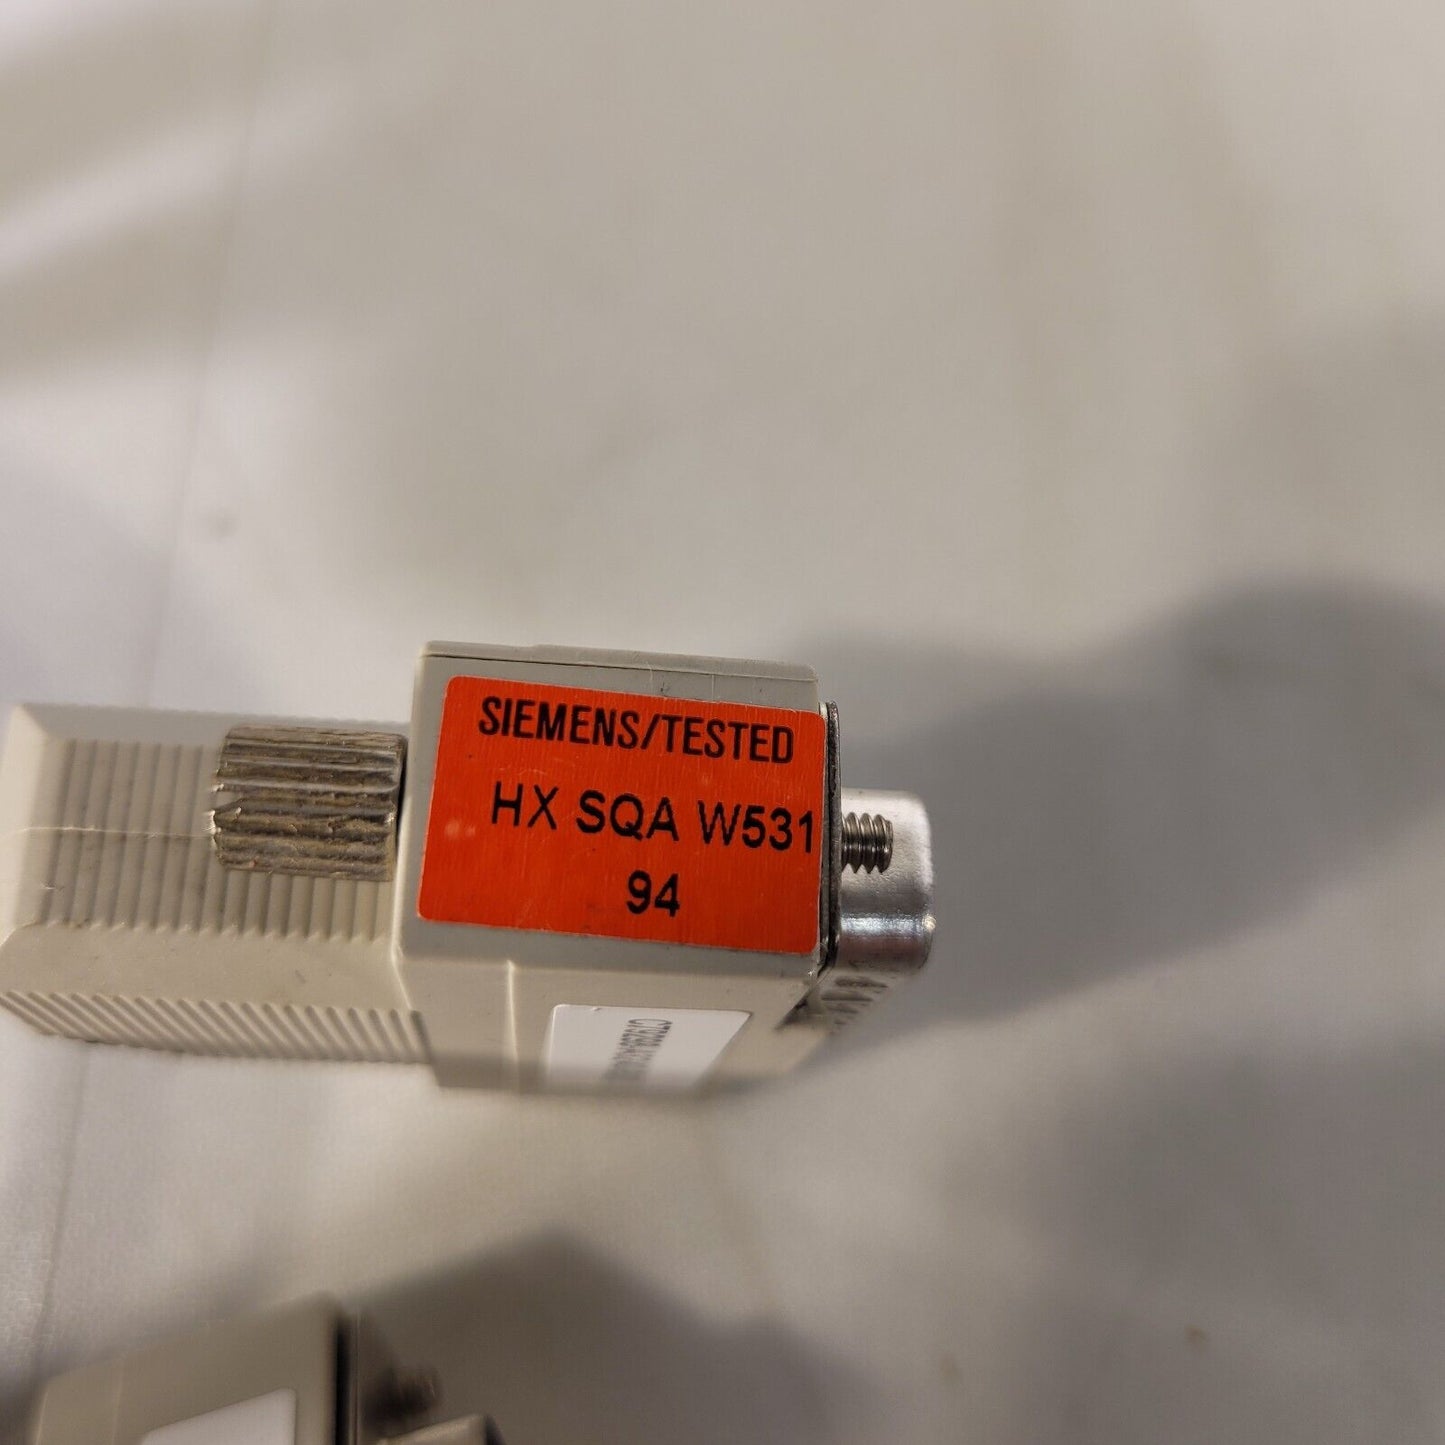 SIEMENS/TESTED
HX SQA W531
94